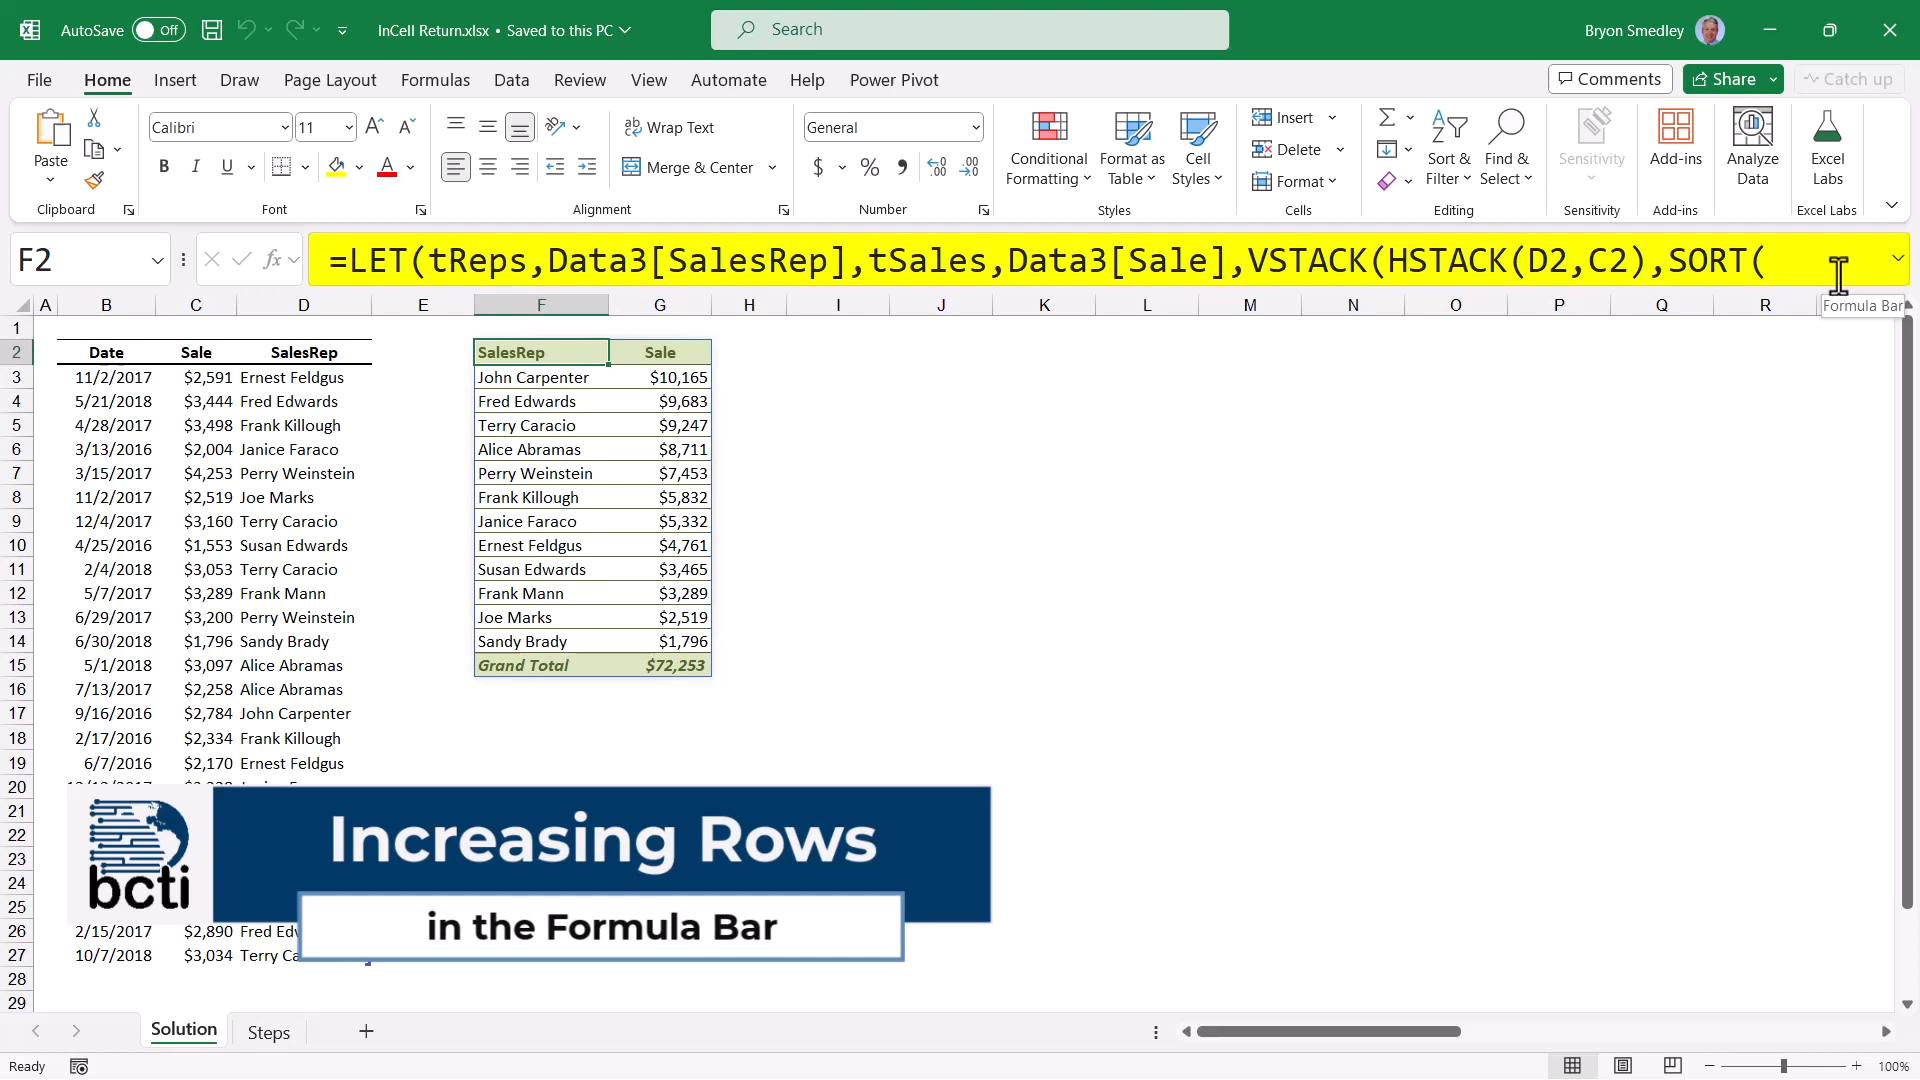 AutoSave Off InCell Return.xlsx • Saved to this PC Search Bryon Smedley
File Home Insert Draw Page Layout Formulas Data Review View Automate Help Power Pivot Comments Share Catch up
Paste Calibri 11 Wrap Text General Insert
B I U Merge & Center $ % Delete
Conditional Formatting Format as Table Cell Styles Format Sort & Filter Find & Select Sensitivity Add-ins Analyze Data Excel Labs
Clipboard Font Alignment Number Styles Cells Editing Sensitivity Add-ins Excel Labs
F2 fx =LET(tReps,Data3[SalesRep],tSales,Data3[Sale],VSTACK(HSTACK(D2,C2),SORT(
Formula Bar
A B C D E F G H I J K L M N O P Q R
1
2 Date Sale SalesRep SalesRep Sale
3 11/2/2017 $2,591 Ernest Feldgus John Carpenter $10,165
4 5/21/2018 $3,444 Fred Edwards Fred Edwards $9,683
5 4/28/2017 $3,498 Frank Killough Terry Caracio $9,247
6 3/13/2016 $2,004 Janice Faraco Alice Abramas $8,711
7 3/15/2017 $4,253 Perry Weinstein Perry Weinstein $7,453
8 11/2/2017 $2,519 Joe Marks Frank Killough $5,832
9 12/4/2017 $3,160 Terry Caracio Janice Faraco $5,332
10 4/25/2016 $1,553 Susan Edwards Ernest Feldgus $4,761
11 2/4/2018 $3,053 Terry Caracio Susan Edwards $3,465
12 5/7/2017 $3,289 Frank Mann Frank Mann $3,289
13 6/29/2017 $3,200 Perry Weinstein Joe Marks $2,519
14 6/30/2018 $1,796 Sandy Brady Sandy Brady $1,796
15 5/1/2018 $3,097 Alice Abramas Grand Total $72,253
16 7/13/2017 $2,258 Alice Abramas
17 9/16/2016 $2,784 John Carpenter
18 2/17/2016 $2,334 Frank Killough
19 6/7/2016 $2,170 Ernest Feldgus
20
21
22
23
24
25
26 2/15/2017 $2,890 Fred Ed
27 10/7/2018 $3,034 Terry Ca
28
29
bcti
Increasing Rows
in the Formula Bar
Solution Steps
Ready 100%